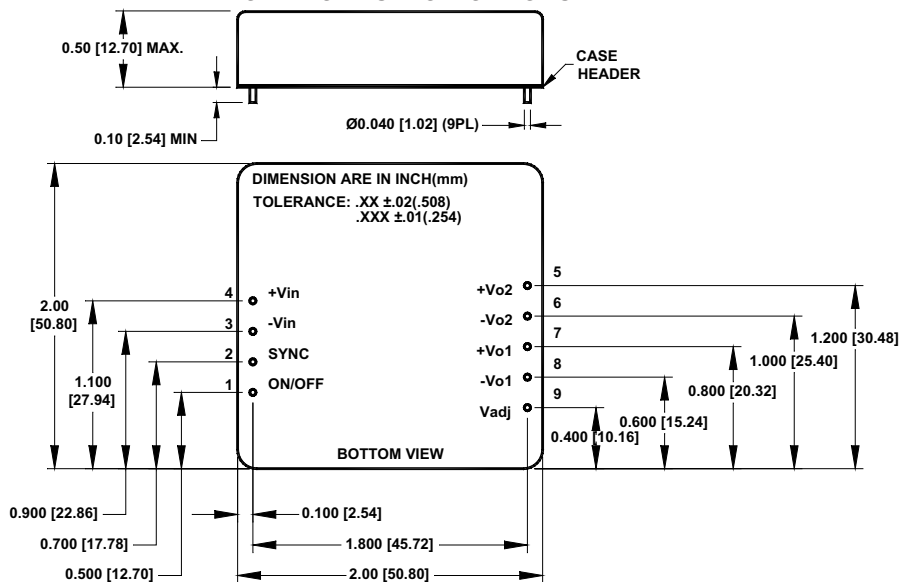 0.50 [12.70] MAX.
CASE
HEADER
0.10 [2.54] MIN
Ø0.040 [1.02] (9PL)
DIMENSION ARE IN INCH(mm)
TOLERANCE: .XX ±.02(.508)
.XXX ±.01(.254)
2.00
[50.80]
1.100
[27.94]
4 +Vin
3 -Vin
2 SYNC
1 ON/OFF
+Vo2 5
-Vo2 6
+Vo1 7
-Vo1 8
Vadj 9
1.200 [30.48]
1.000 [25.40]
0.800 [20.32]
0.600 [15.24]
0.400 [10.16]
BOTTOM VIEW
0.900 [22.86]
0.700 [17.78]
0.500 [12.70]
0.100 [2.54]
1.800 [45.72]
2.00 [50.80]